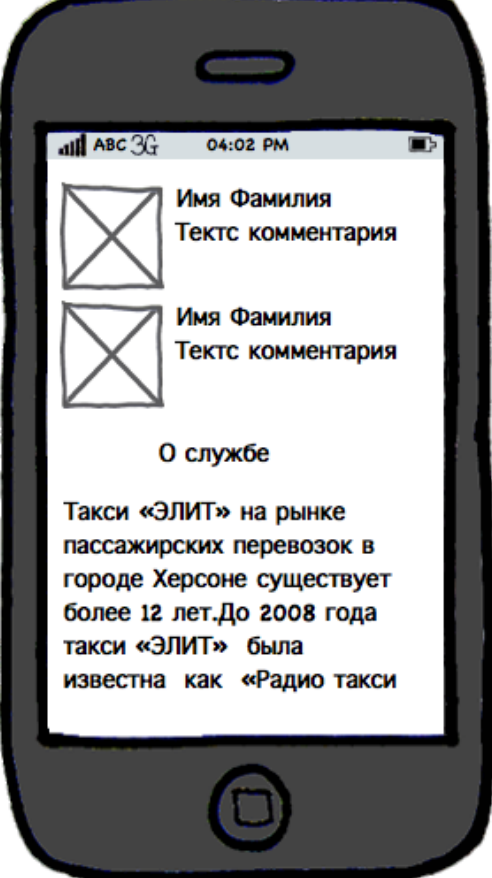 ABC 3G 04:02 PM
Имя Фамилия
Тектс комментария
Имя Фамилия
Тектс комментария
О службе
Такси «ЭЛИТ» на рынке
пассажирских перевозок в
городе Херсоне существует
более 12 лет.До 2008 года
такси «ЭЛИТ» была
известна как «Радио такси